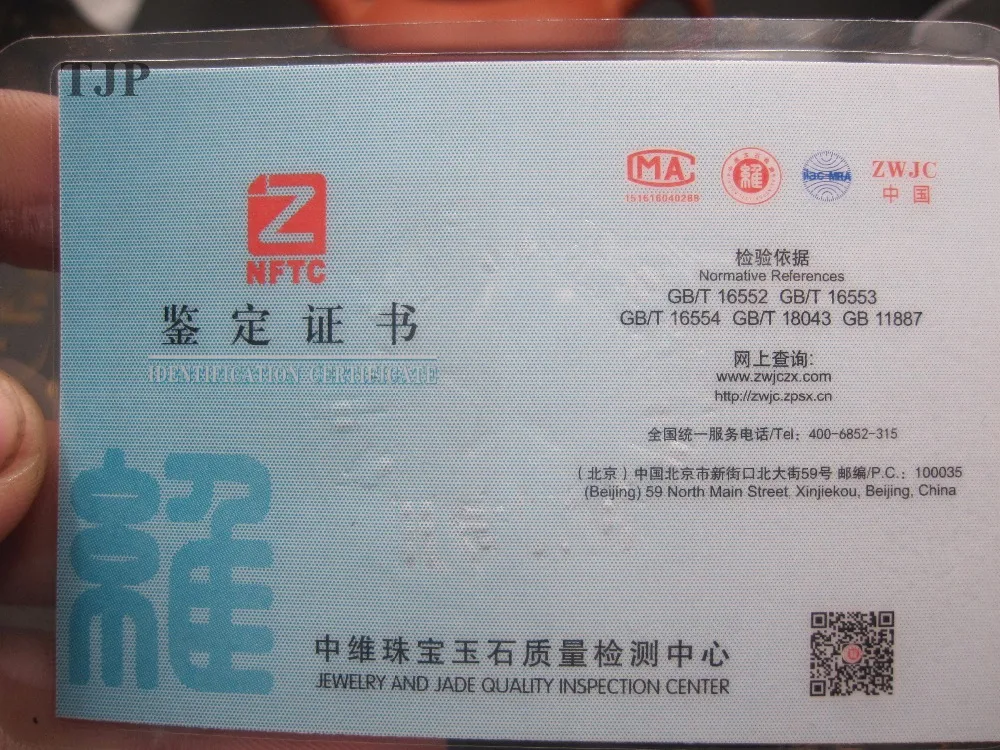 TJP
Z
NFTC
鉴定证书
IDENTIFICATION CERTIFICATE
MA
151616040289
ilac-MRA
ZWJC
中国
检验依据
Normative References
GB/T 16552 GB/T 16553
GB/T 16554 GB/T 18043 GB 11887
网上查询:
www.zwjczx.com
http://zwjc.zpsx.cn
全国统一服务电话/Tel: 400-6852-315
（北京）中国北京市新街口北大街59号 邮编/P.C.: 100035
(Beijing) 59 North Main Street Xinjiekou, Beijing, China
中维珠宝玉石质量检测中心
JEWELRY AND JADE QUALITY INSPECTION CENTER